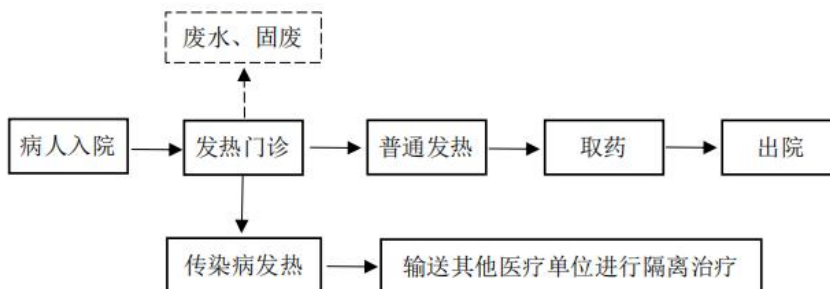 废水、固废
病人入院
发热门诊
普通发热
取药
出院
传染病发热
输送其他医疗单位进行隔离治疗